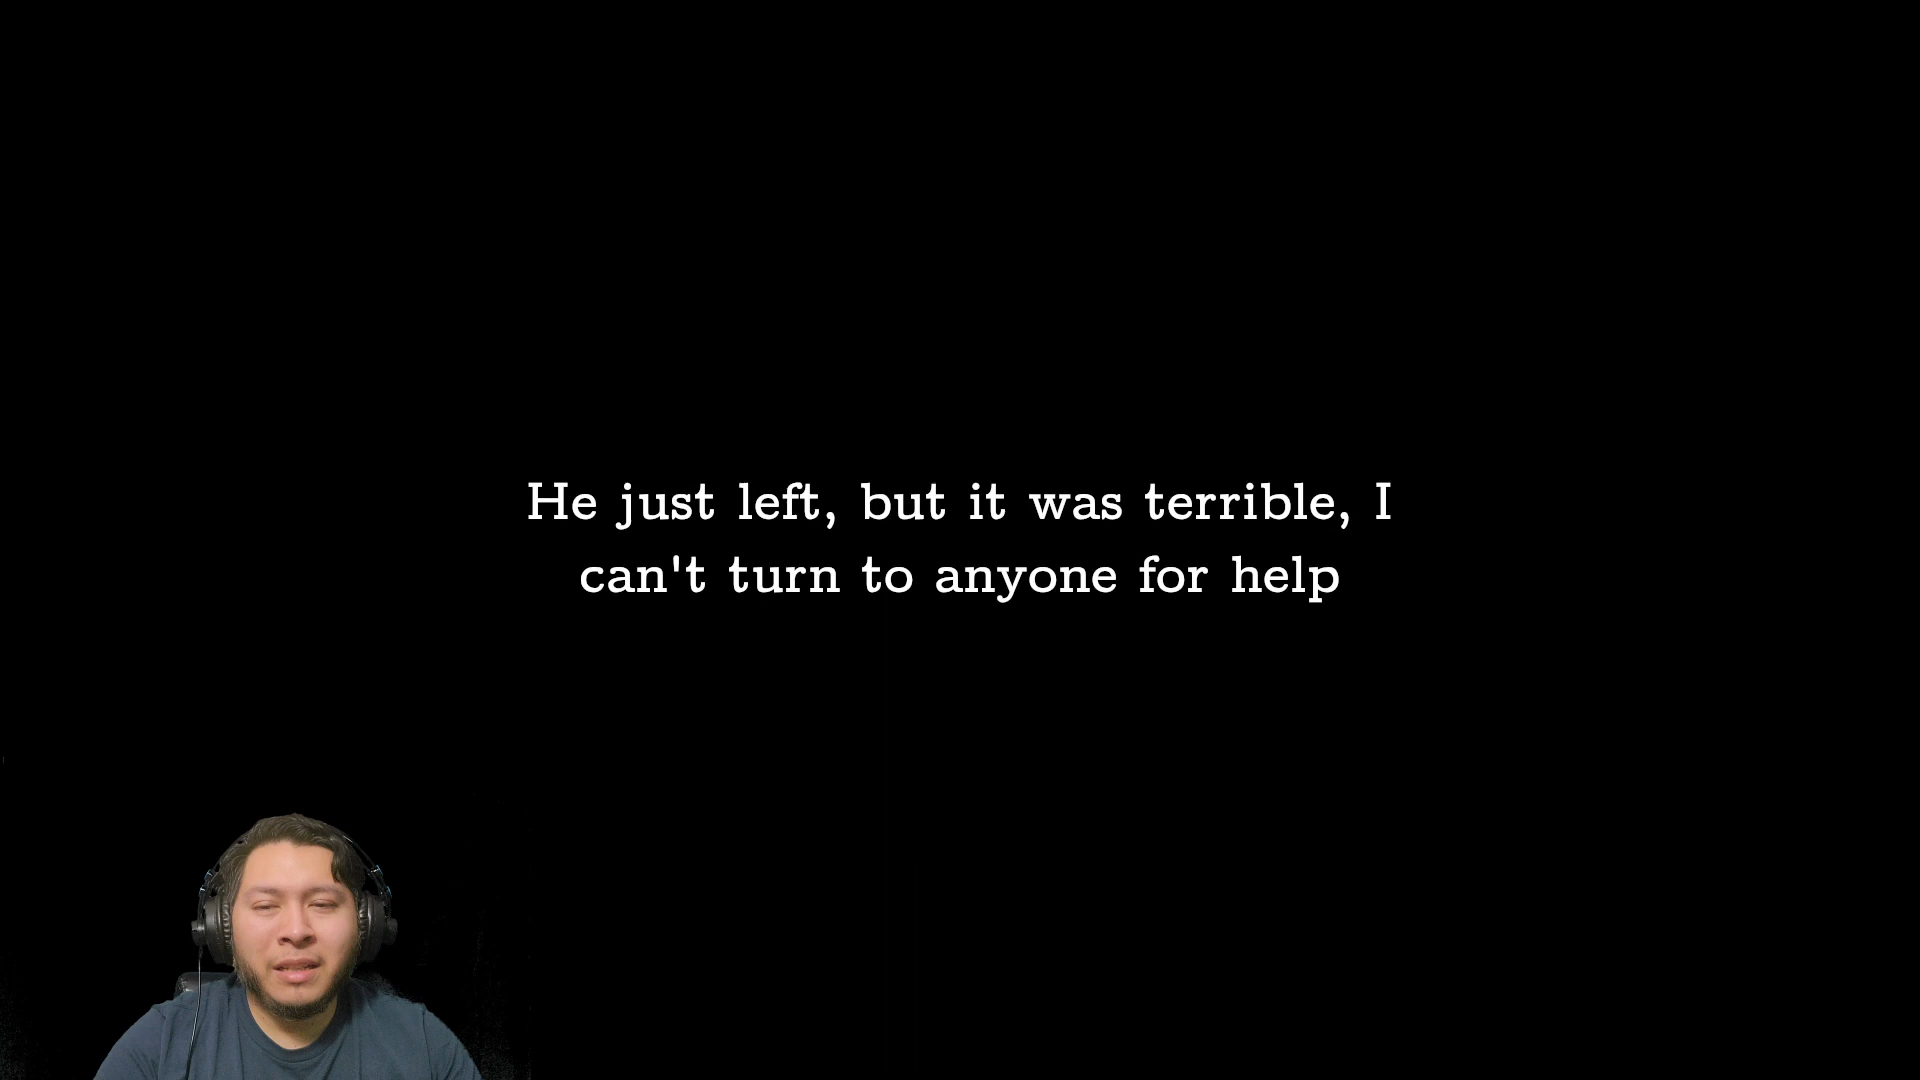 He just left, but it was terrible, I
can't turn to anyone for help